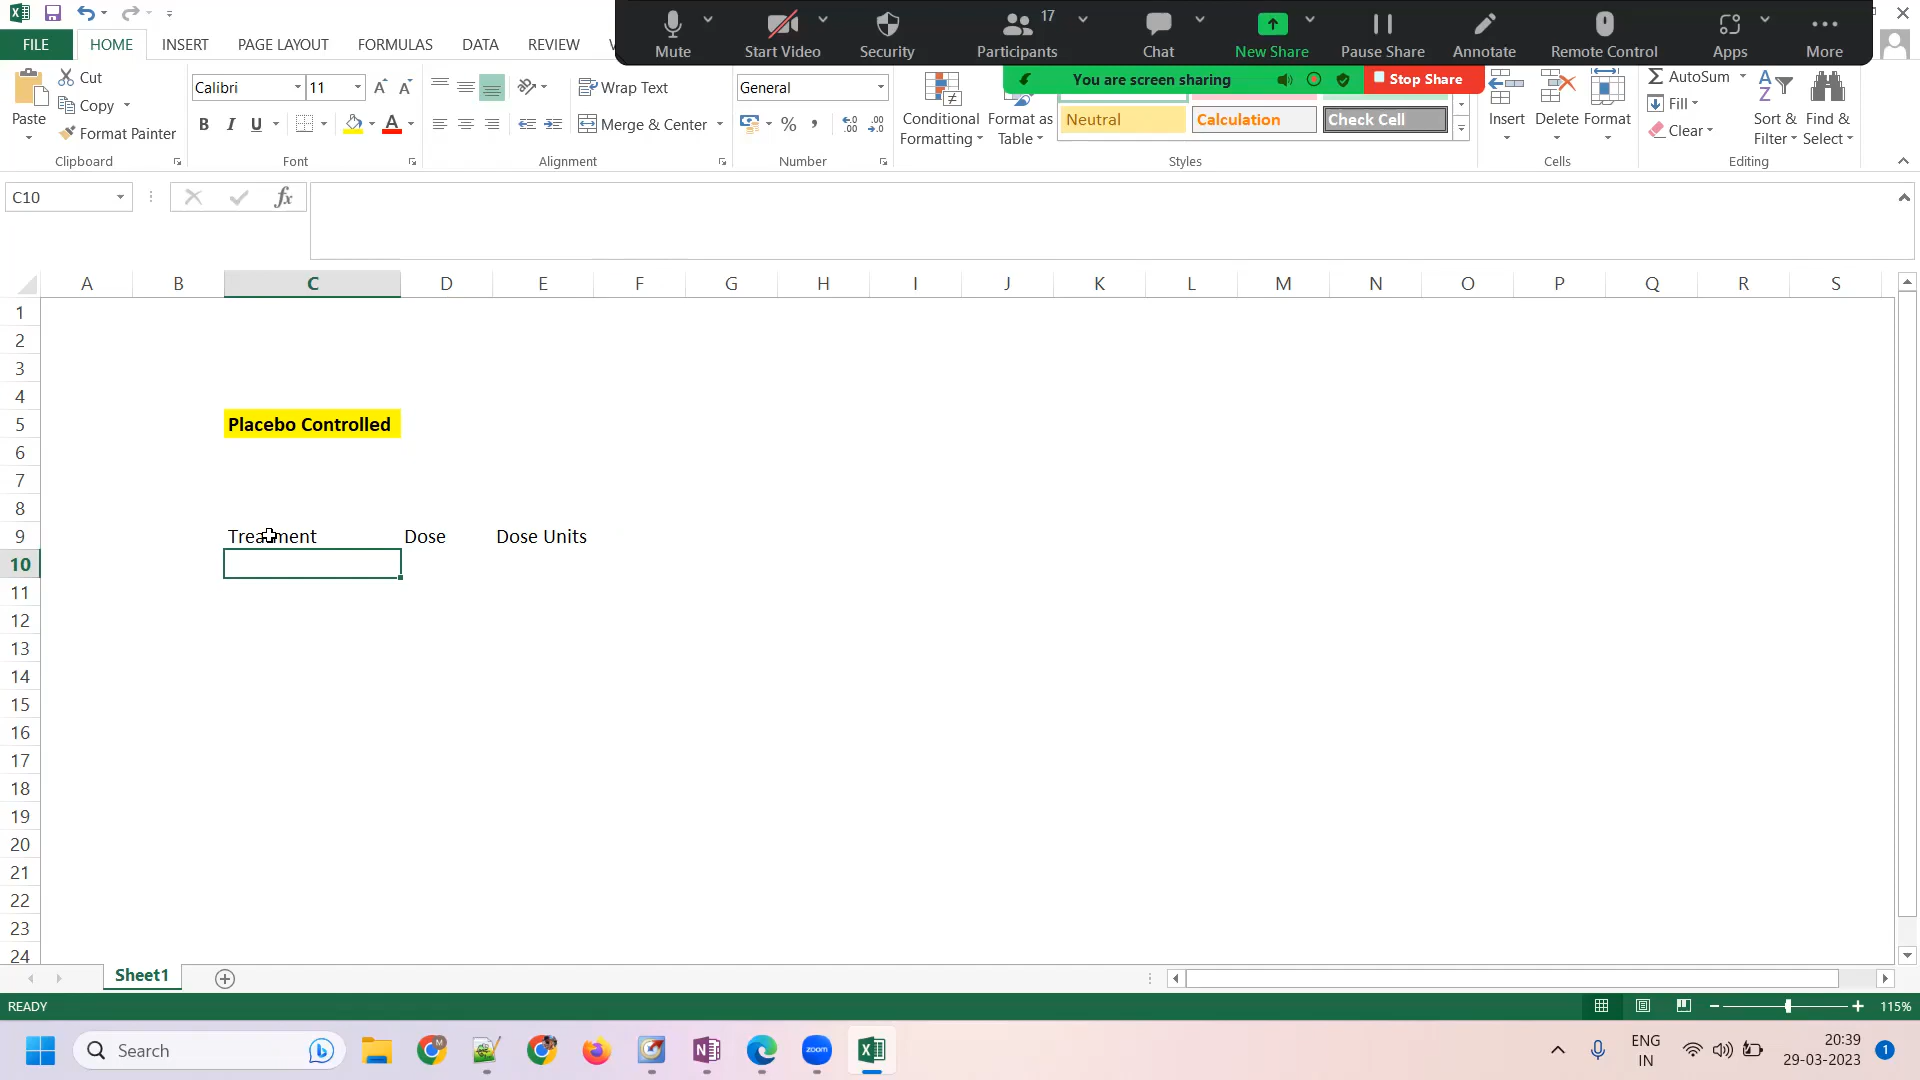 FILE HOME INSERT PAGE LAYOUT FORMULAS DATA REVIEW
Mute Start Video Security Participants 17 Chat New Share Pause Share Annotate Remote Control Apps More
You are screen sharing Stop Share
Paste Cut Copy Format Painter
Calibri 11 Wrap Text General
B I U A Merge & Center %
Conditional Formatting Format as Table
Neutral Calculation Check Cell
Insert Delete Format
AutoSum Fill Clear Sort & Filter Find & Select
Clipboard Font Alignment Number Styles Cells Editing
C10 fx
A B C D E F G H I J K L M N O P Q R S
1
2
3
4
5 Placebo Controlled
6
7
8
9 Treatment Dose Dose Units
10
11
12
13
14
15
16
17
18
19
20
21
22
23
24
Sheet1
READY 115%
Search zoom ENG IN 20:39 29-03-2023 1